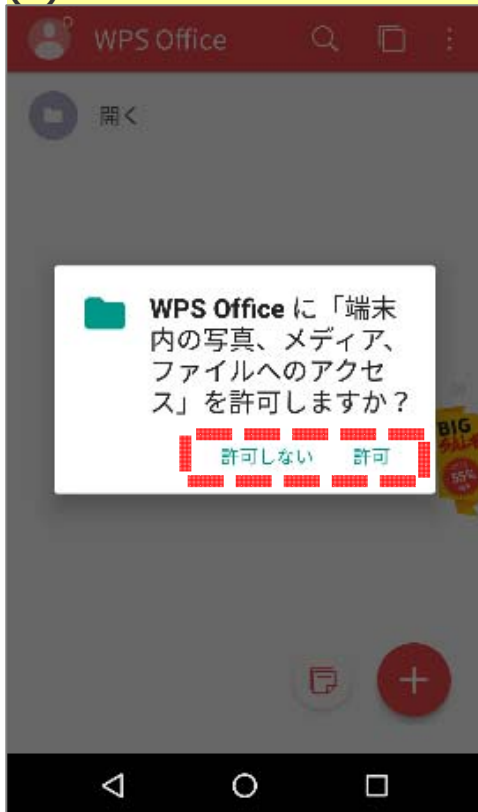 WPS Office
開く
WPS Office に「端末
内の写真、メディア、
ファイルへのアクセ
ス」を許可しますか？
許可しない 許可
BIG
SALE
55%